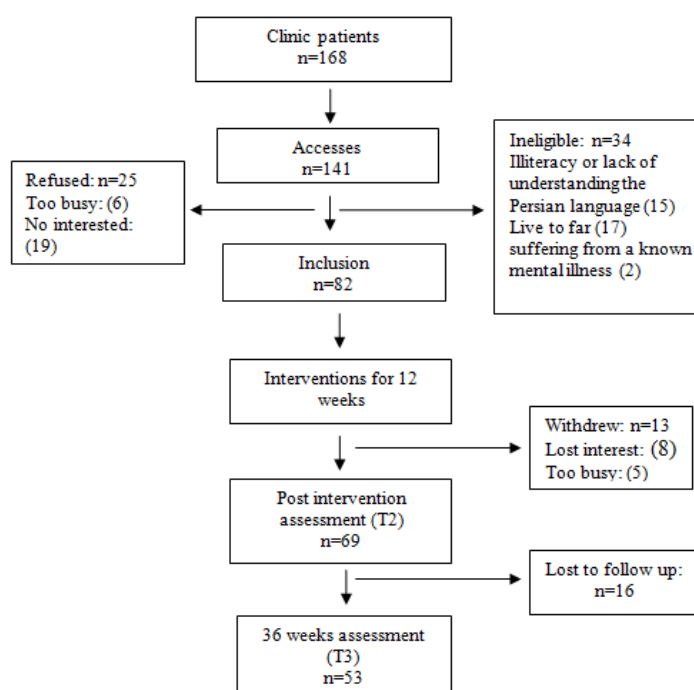 Clinic patients
n=168
Accesses
n=141
Refused: n=25
Too busy: (6)
No interested:
(19)
Ineligible: n=34
Illiteracy or lack of
understanding the
Persian language (15)
Live to far (17)
suffering from a known
mental illness (2)
Inclusion
n=82
Interventions for 12
weeks
Withdrew: n=13
Lost interest: (8)
Too busy: (5)
Post intervention
assessment (T2)
n=69
Lost to follow up:
n=16
36 weeks assessment
(T3)
n=53